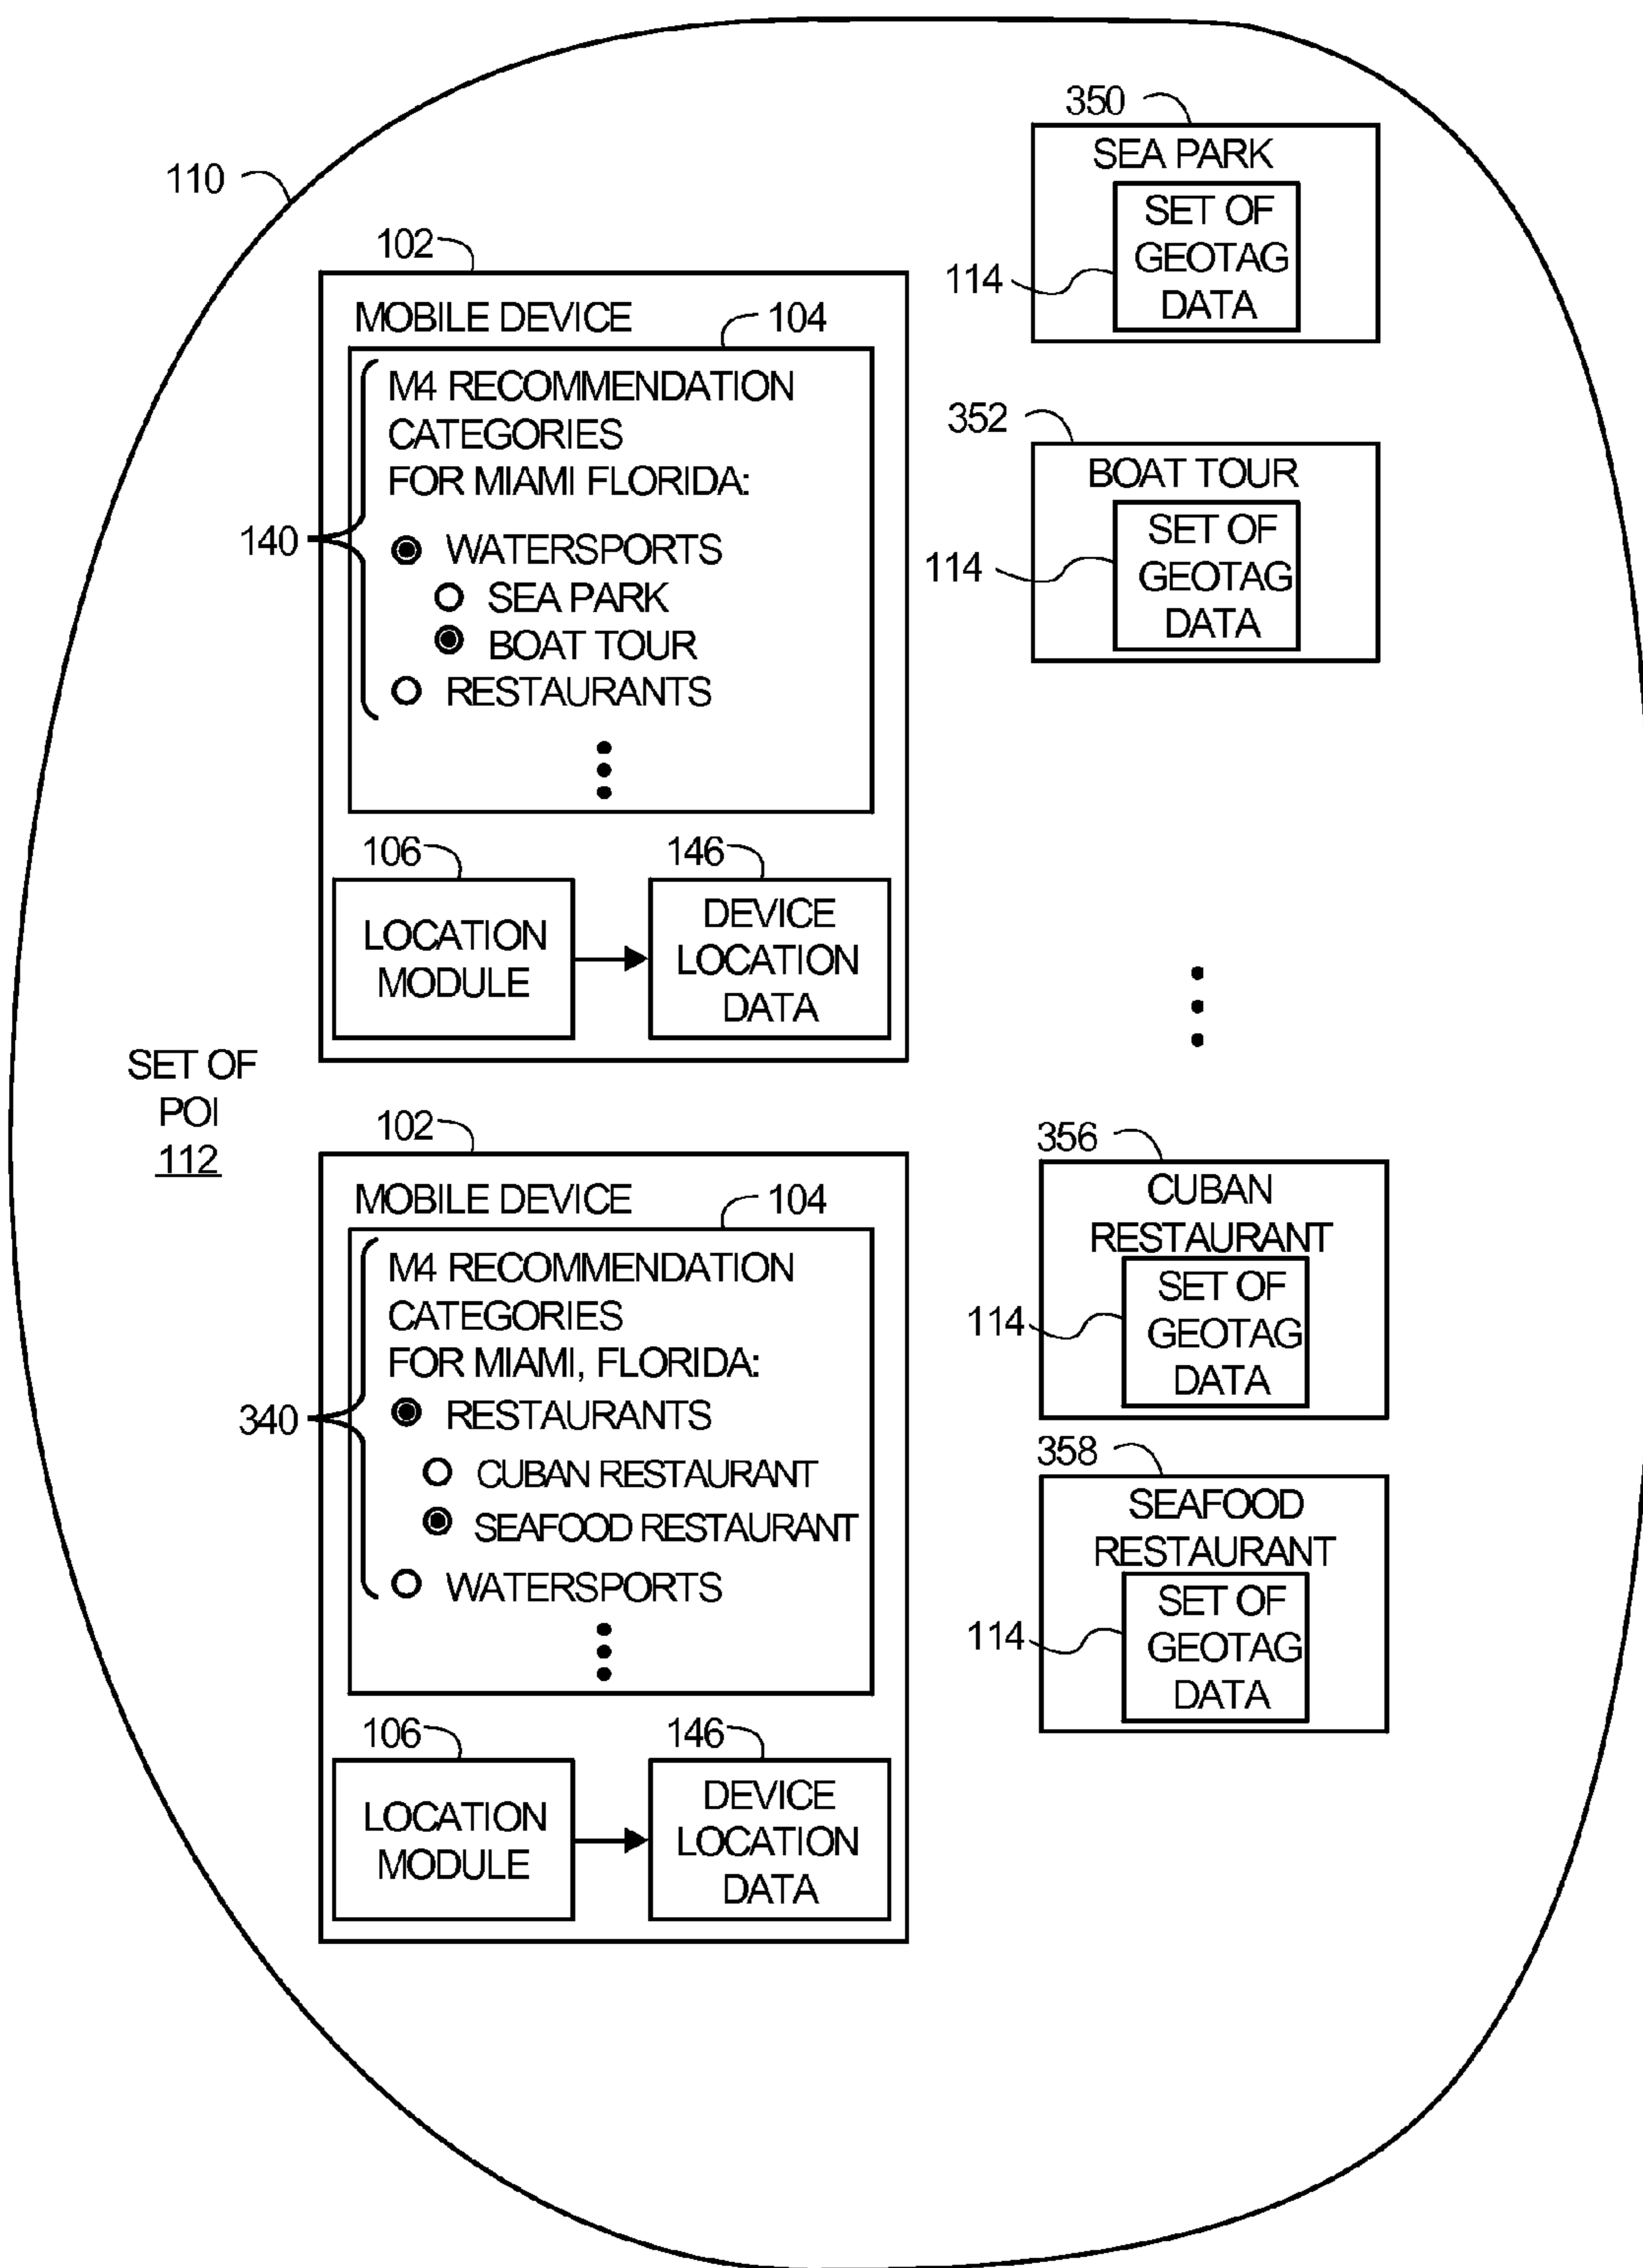 350
SEA PARK
SET OF
GEOTAG
DATA
114
110
102
MOBILE DEVICE
104
M4 RECOMMENDATION
CATEGORIES
FOR MIAMI FLORIDA:
140
WATERSPORTS
SEA PARK
BOAT TOUR
RESTAURANTS
352
BOAT TOUR
SET OF
GEOTAG
DATA
114
106
LOCATION
MODULE
146
DEVICE
LOCATION
DATA
SET OF
POI
112
102
MOBILE DEVICE
104
M4 RECOMMENDATION
CATEGORIES
FOR MIAMI, FLORIDA:
340
RESTAURANTS
CUBAN RESTAURANT
SEAFOOD RESTAURANT
WATERSPORTS
356
CUBAN
RESTAURANT
SET OF
GEOTAG
DATA
114
358
SEAFOOD
RESTAURANT
SET OF
GEOTAG
DATA
114
106
LOCATION
MODULE
146
DEVICE
LOCATION
DATA